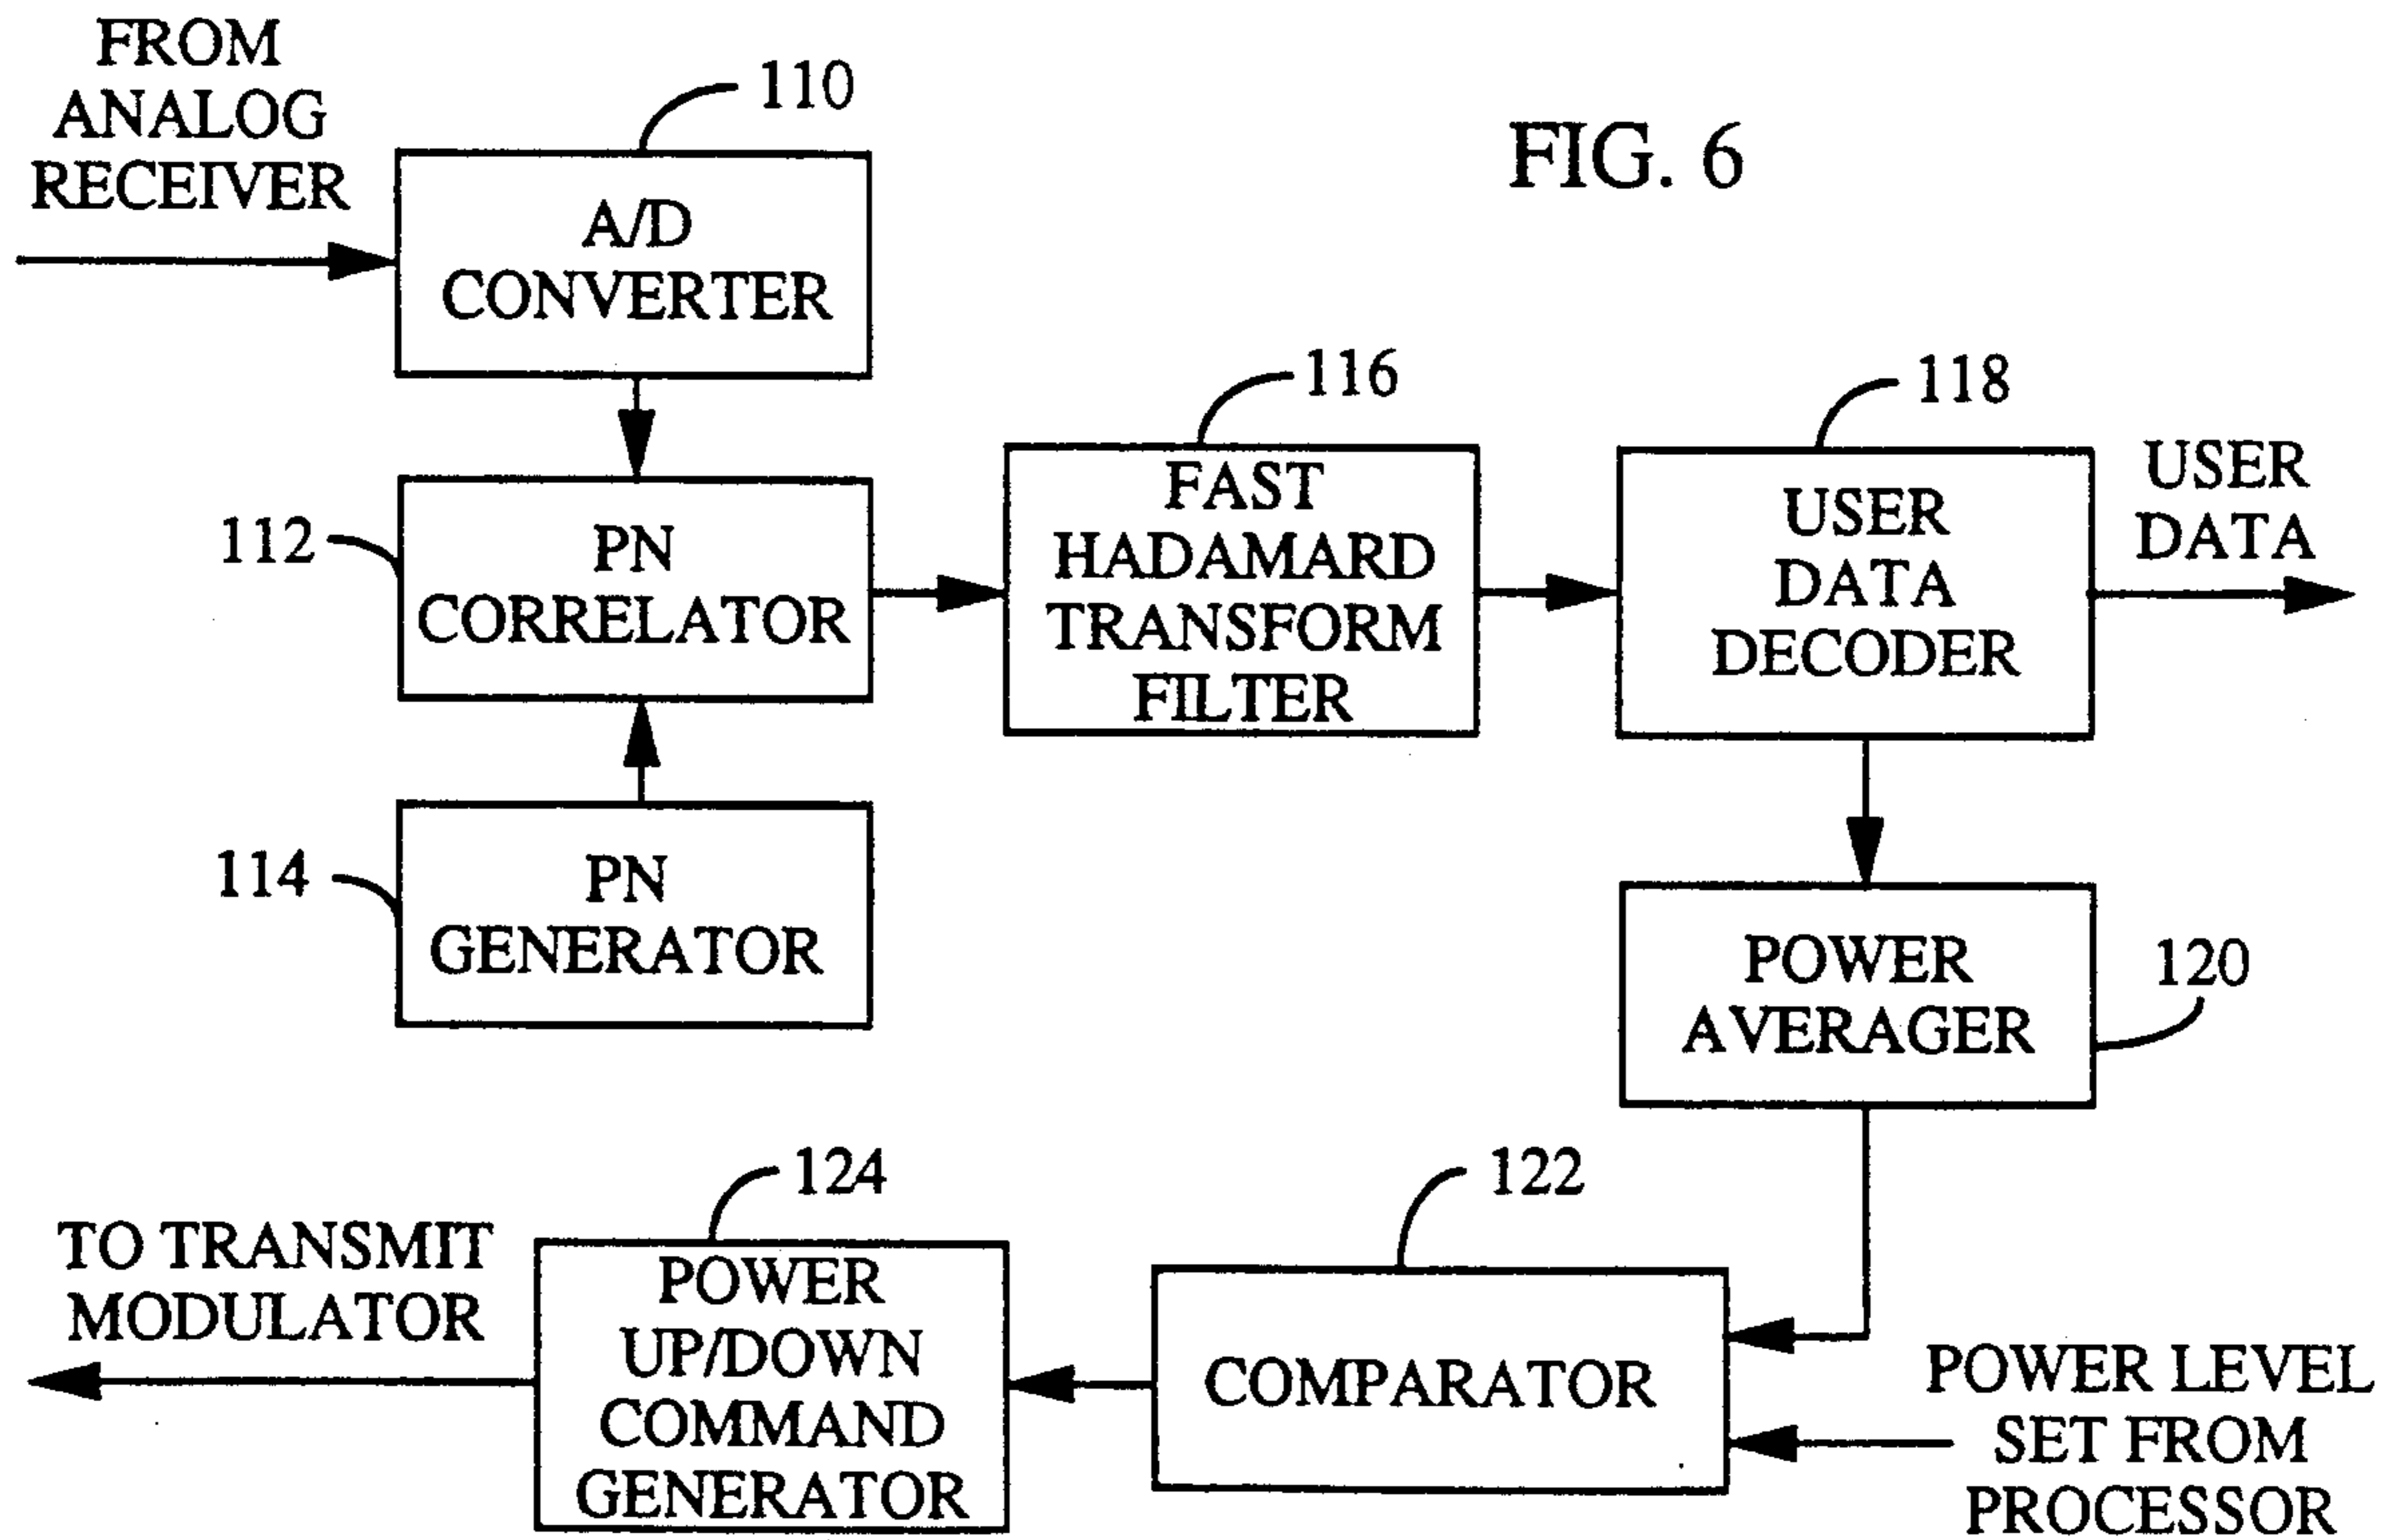 FROM
ANALOG
RECEIVER
110
FIG. 6
A/D
CONVERTER
116
118
112
PN
CORRELATOR
FAST
HADAMARD
TRANSFORM
FILTER
USER
DATA
DECODER
USER
DATA
114
PN
GENERATOR
POWER
AVERAGER
120
124
122
TO TRANSMIT
MODULATOR
POWER
UP/DOWN
COMMAND
GENERATOR
COMPARATOR
POWER LEVEL
SET FROM
PROCESSOR